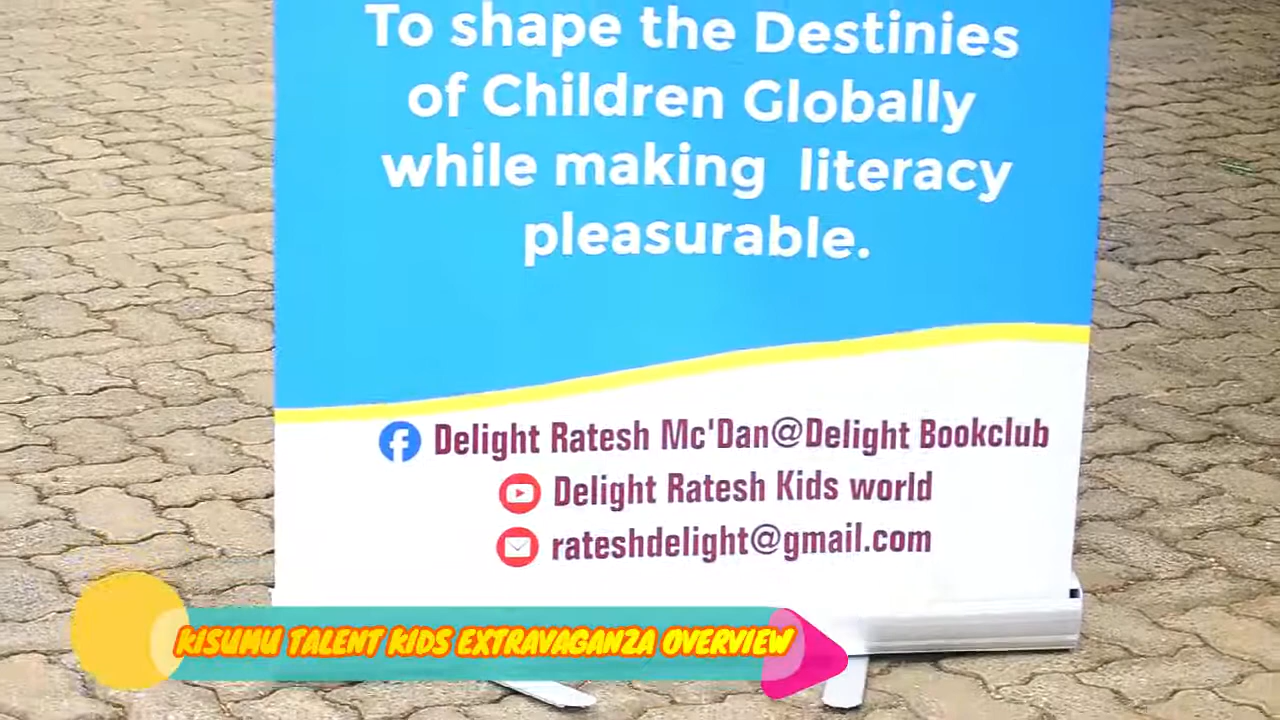 To shape the Destinies
of Children Globally
while making literacy
pleasurable.
Delight Ratesh Mc'Dan@Delight Bookclub
Delight Ratesh Kids world
rateshdelight@gmail.com
KISUMU TALENT KIDS EXTRAVAGANZA OVERVIEW